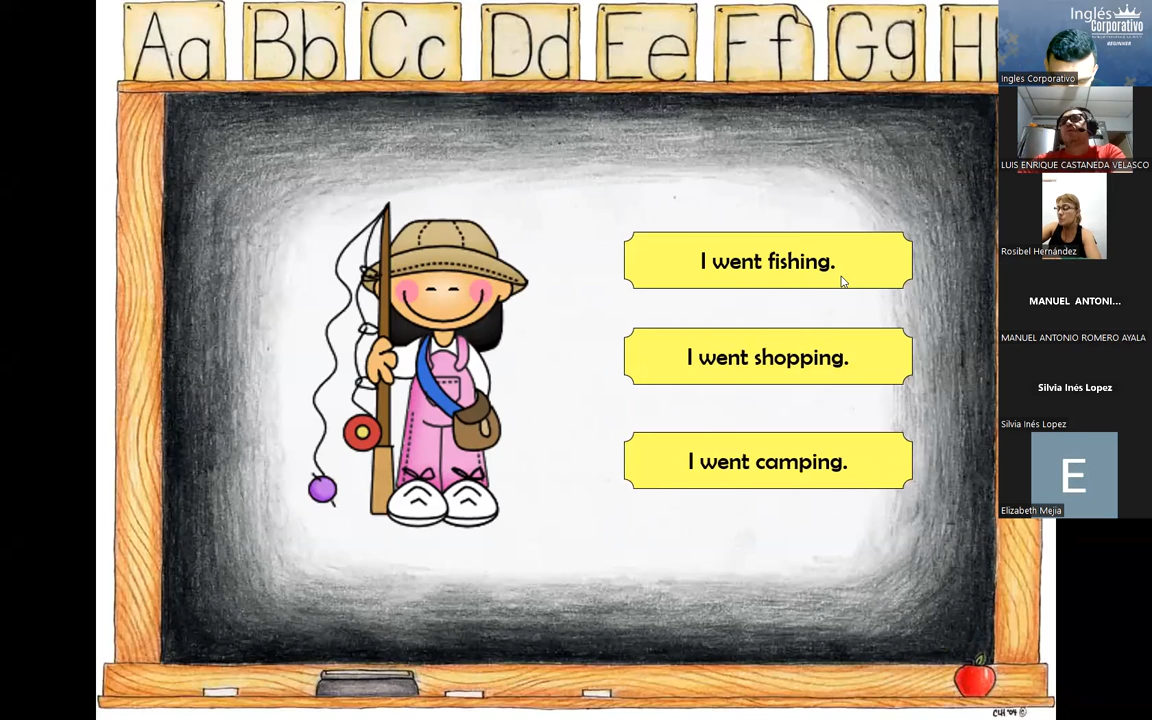 Aa Bb Cc Dd Ee Ff Gg H
I went fishing.
I went shopping.
I went camping.
CLH '04 ©
Inglés
Corporativo
BEGINNER
Ingles Corporativo
LUIS ENRIQUE CASTANEDA VELASCO
Rosibel Hernández
MANUEL ANTONI...
MANUEL ANTONIO ROMERO AYALA
Silvia Inés Lopez
Silvia Inés Lopez
E
Elizabeth Mejia